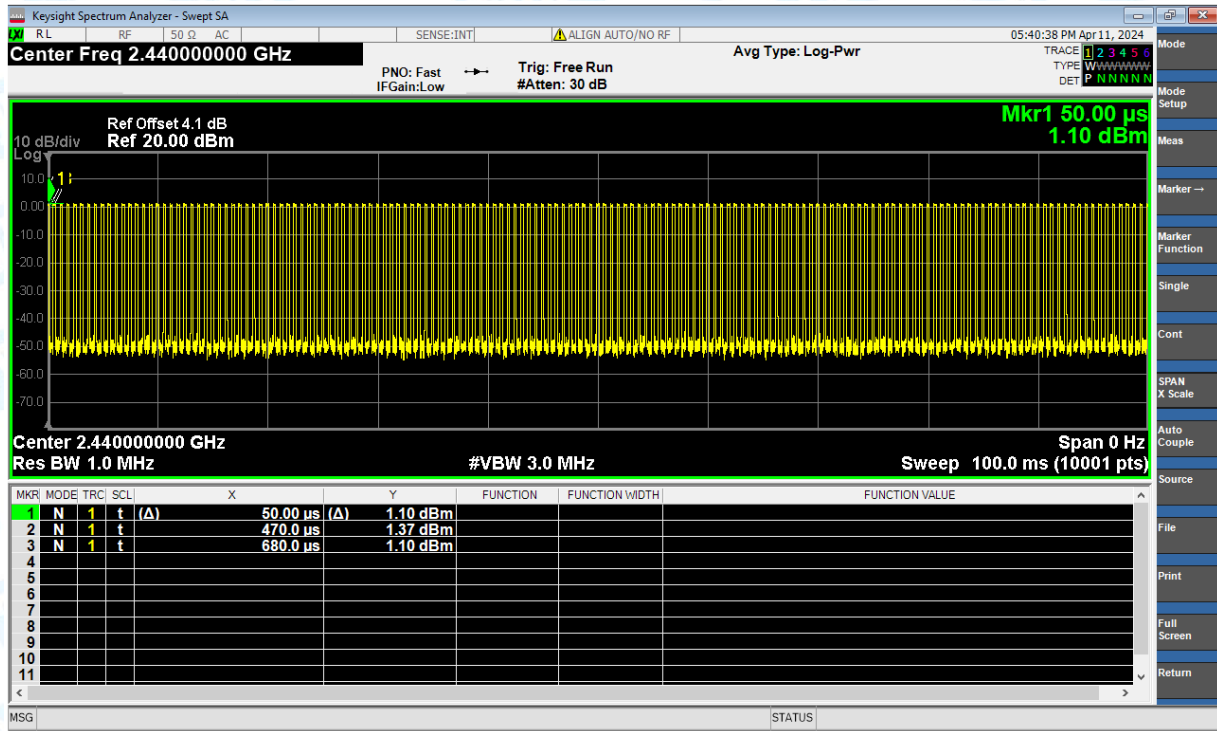 Keysight Spectrum Analyzer - Swept SA
LXI RL RF 50 Ω AC SENSE:INT ALIGN AUTO/NO RF 05:40:38 PM Apr 11, 2024
Center Freq 2.440000000 GHz
PNO: Fast
IFGain:Low
Trig: Free Run
#Atten: 30 dB
Avg Type: Log-Pwr
TRACE 1 2 3 4 5 6
TYPE WWWWWW
DET P N N N N N
Mkr1 50.00 µs
1.10 dBm
Ref Offset 4.1 dB
10 dB/div Ref 20.00 dBm
Log
10.0
1
0.00
-10.0
-20.0
-30.0
-40.0
-50.0
-60.0
-70.0
Center 2.440000000 GHz Span 0 Hz
Res BW 1.0 MHz #VBW 3.0 MHz Sweep 100.0 ms (10001 pts)
MKR MODE TRC SCL X Y FUNCTION FUNCTION WIDTH FUNCTION VALUE
1 N 1 t (Δ) 50.00 µs (Δ) 1.10 dBm
2 N 1 t 470.0 µs 1.37 dBm
3 N 1 t 680.0 µs 1.10 dBm
4
5
6
7
8
9
10
11
MSG STATUS
Mode
Mode
Setup
Meas
Marker →
Marker
Function
Single
Cont
SPAN
X Scale
Auto
Couple
Source
File
Print
Full
Screen
Return